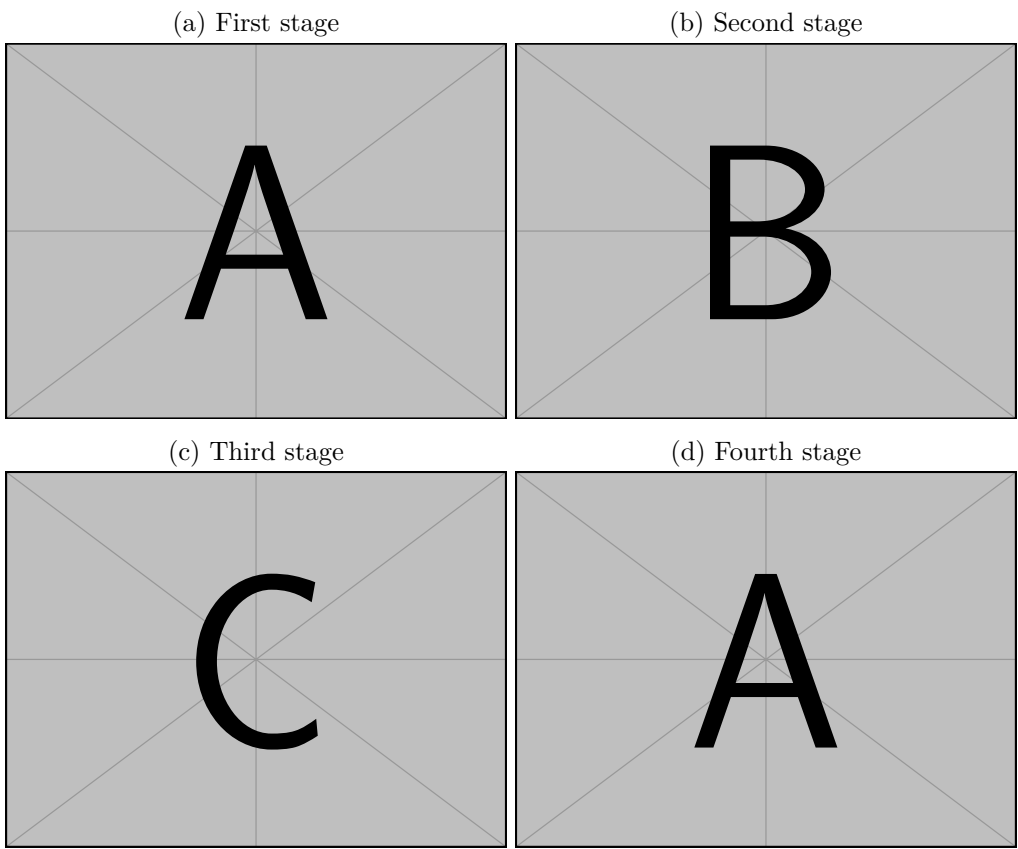 (a) First stage
(b) Second stage
A
B
(c) Third stage
(d) Fourth stage
C
A